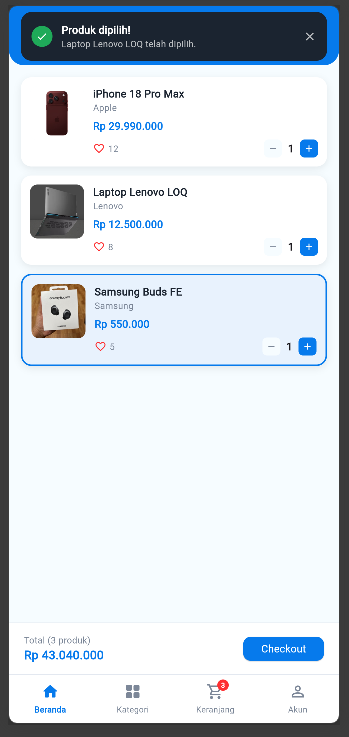 Produk dipilih!
Laptop Lenovo LOQ telah dipilih.
iPhone 18 Pro Max
Apple
Rp 29.990.000
12
1
Laptop Lenovo LOQ
Lenovo
Rp 12.500.000
8
1
Samsung Buds FE
Samsung
Rp 550.000
5
1
Total (3 produk)
Rp 43.040.000
Checkout
3
Beranda
Kategori
Keranjang
Akun